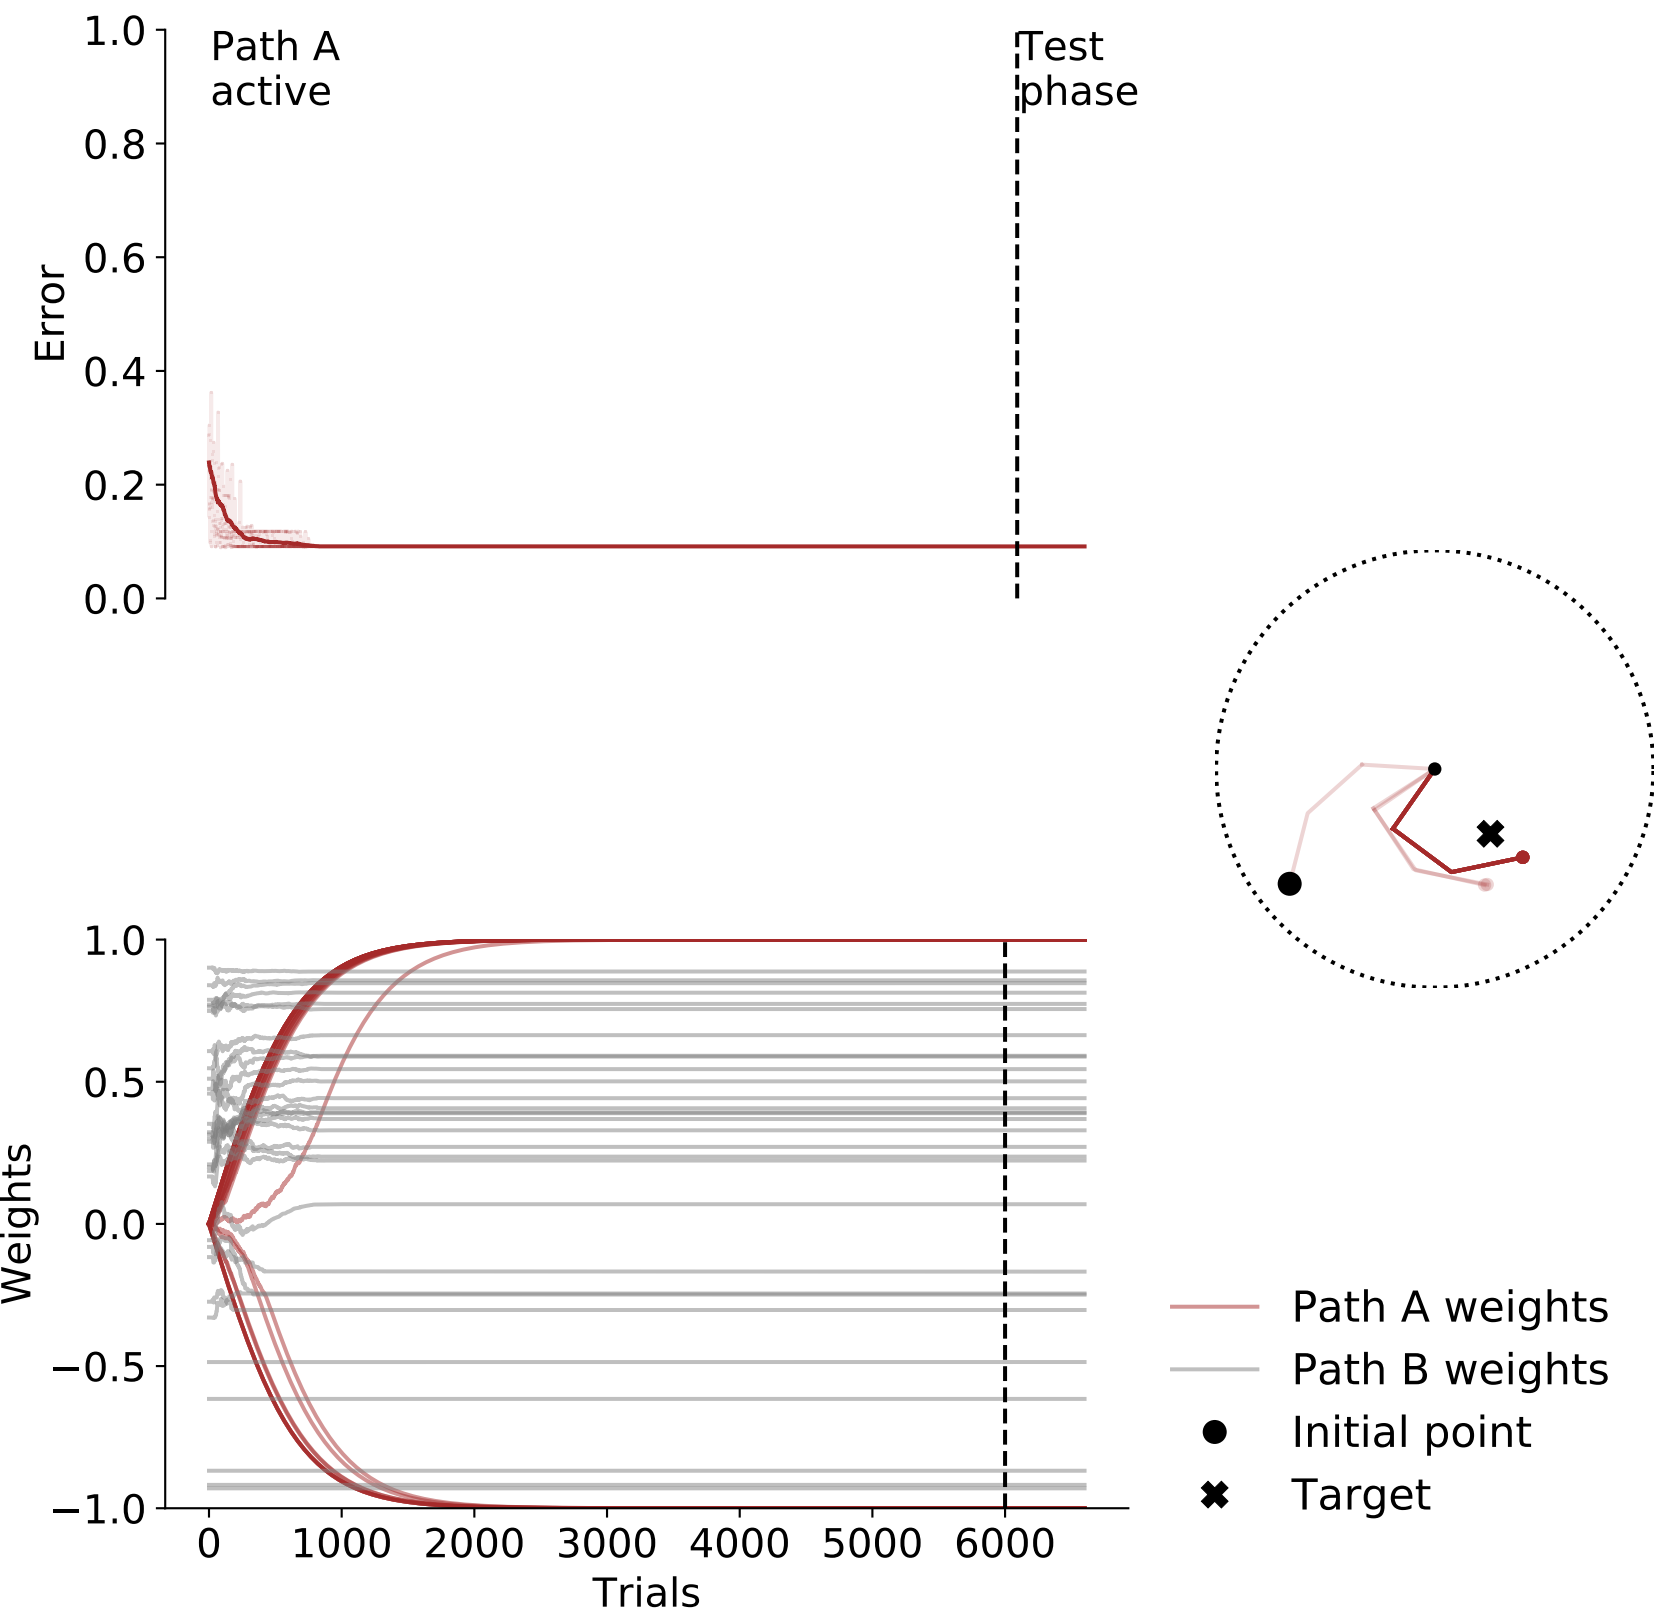 Path A
active
Test
phase
1.0
0.8
0.6
0.4
0.2
0.0
Error
1.0
0.5
0.0
−0.5
−1.0
Weights
0
1000
2000
3000
4000
5000
6000
Trials
Path A weights
Path B weights
Initial point
Target